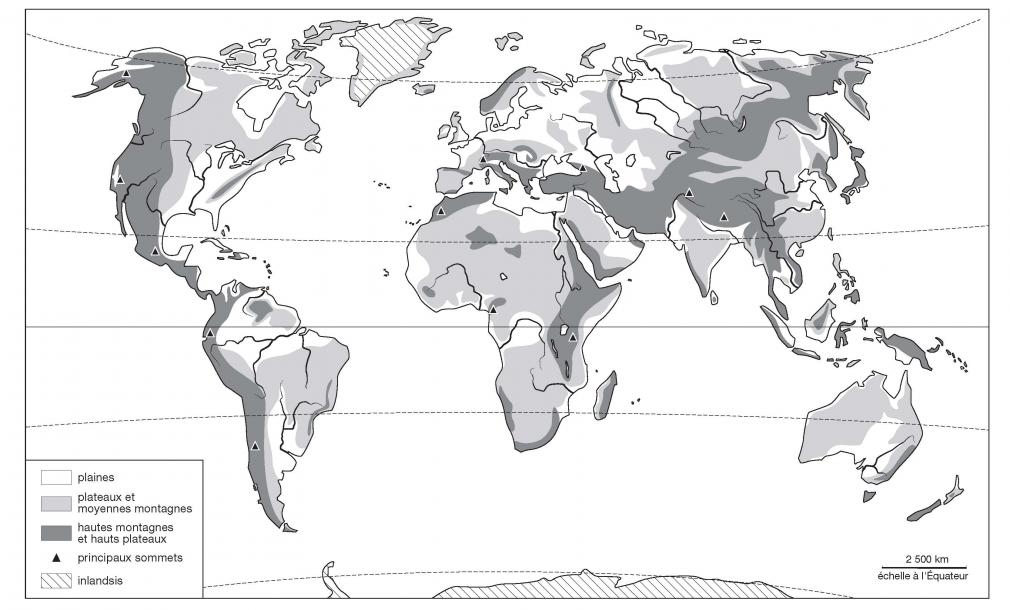 plaines
plateaux et
moyennes montagnes
hautes montagnes
et hauts plateaux
principaux sommets
inlandsis
2 500 km
échelle à l'Équateur